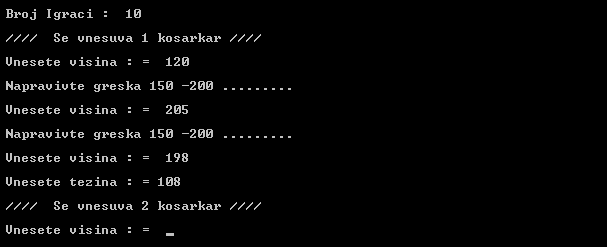 Broj Igraci :  10
////  Se vnesuva 1 kosarkar ////
Vnesete visina : =  120
Napravivte greska 150 -200 .........
Vnesete visina : =  205
Napravivte greska 150 -200 .........
Vnesete visina : =  198
Vnesete tezina : = 108
////  Se vnesuva 2 kosarkar ////
Vnesete visina : =  _